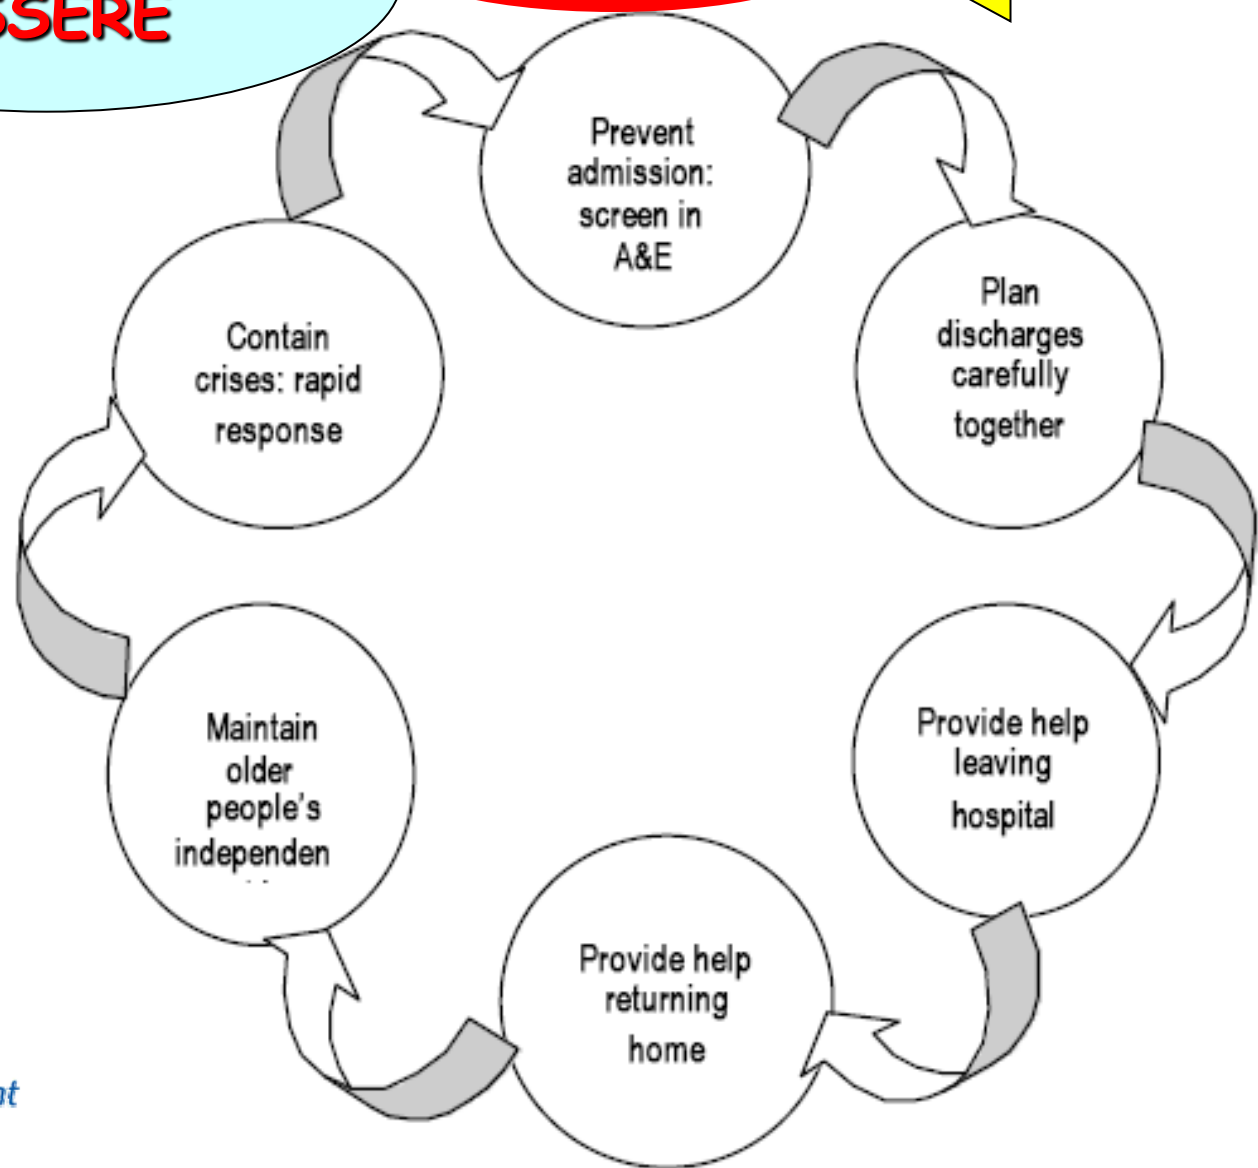 SSERE
Prevent
admission:
screen in
A&E
Plan
discharges
carefully
together
Provide help
leaving
hospital
Provide help
returning
home
Maintain
older
people's
independen
Contain
crises: rapid
response
nt